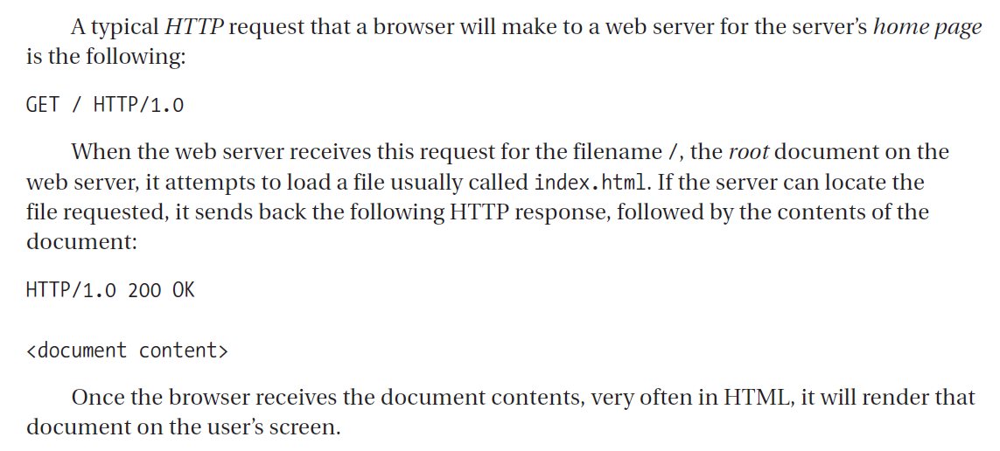 A typical HTTP request that a browser will make to a web server for the server’s home page
is the following:
GET / HTTP/1.0
When the web server receives this request for the filename /, the root document on the
web server, it attempts to load a file usually called index.html. If the server can locate the
file requested, it sends back the following HTTP response, followed by the contents of the
document:
HTTP/1.0 200 OK
<document content>
Once the browser receives the document contents, very often in HTML, it will render that
document on the user’s screen.